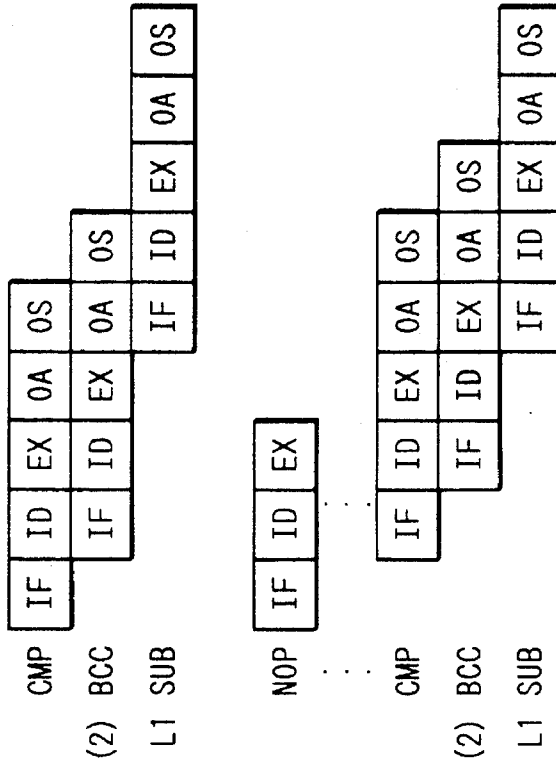 CMP IF ID EX OA OS
(2) BCC IF ID EX OA OS
L1 SUB IF ID EX OA OS
NOP IF ID EX
. . . . . .
CMP IF ID EX OA OS
(2) BCC IF ID EX OA OS
L1 SUB IF ID EX OA OS